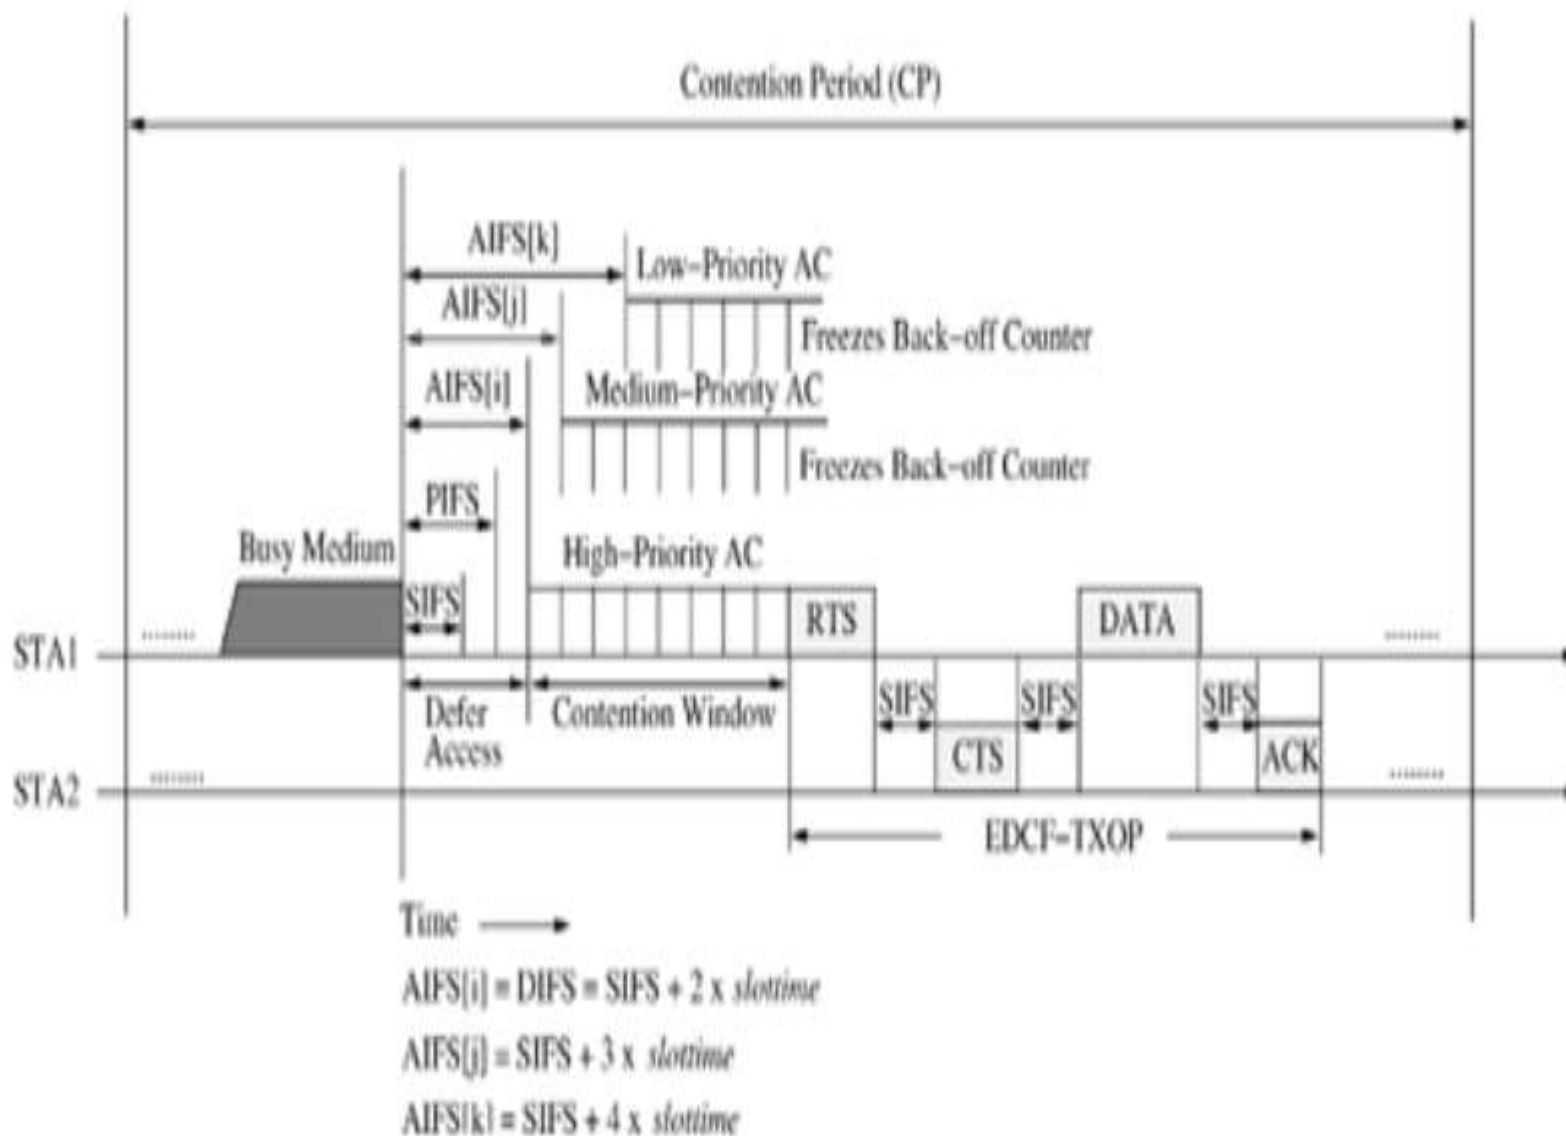 Contention Period (CP)
AIFS[k]
Low-Priority AC
AIFS[j]
Freezes Back-off Counter
AIFS[i]
Medium-Priority AC
Freezes Back-off Counter
PIFS
Busy Medium
High-Priority AC
SIFS
RTS
DATA
........
........
STA1
SIFS
SIFS
SIFS
Defer
Access
Contention Window
CTS
ACK
STA2
........
........
EDCF-TXOP
Time
AIFS[i] = DIFS = SIFS + 2 x slottime
AIFS[j] = SIFS + 3 x slottime
AIFS[k] = SIFS + 4 x slottime